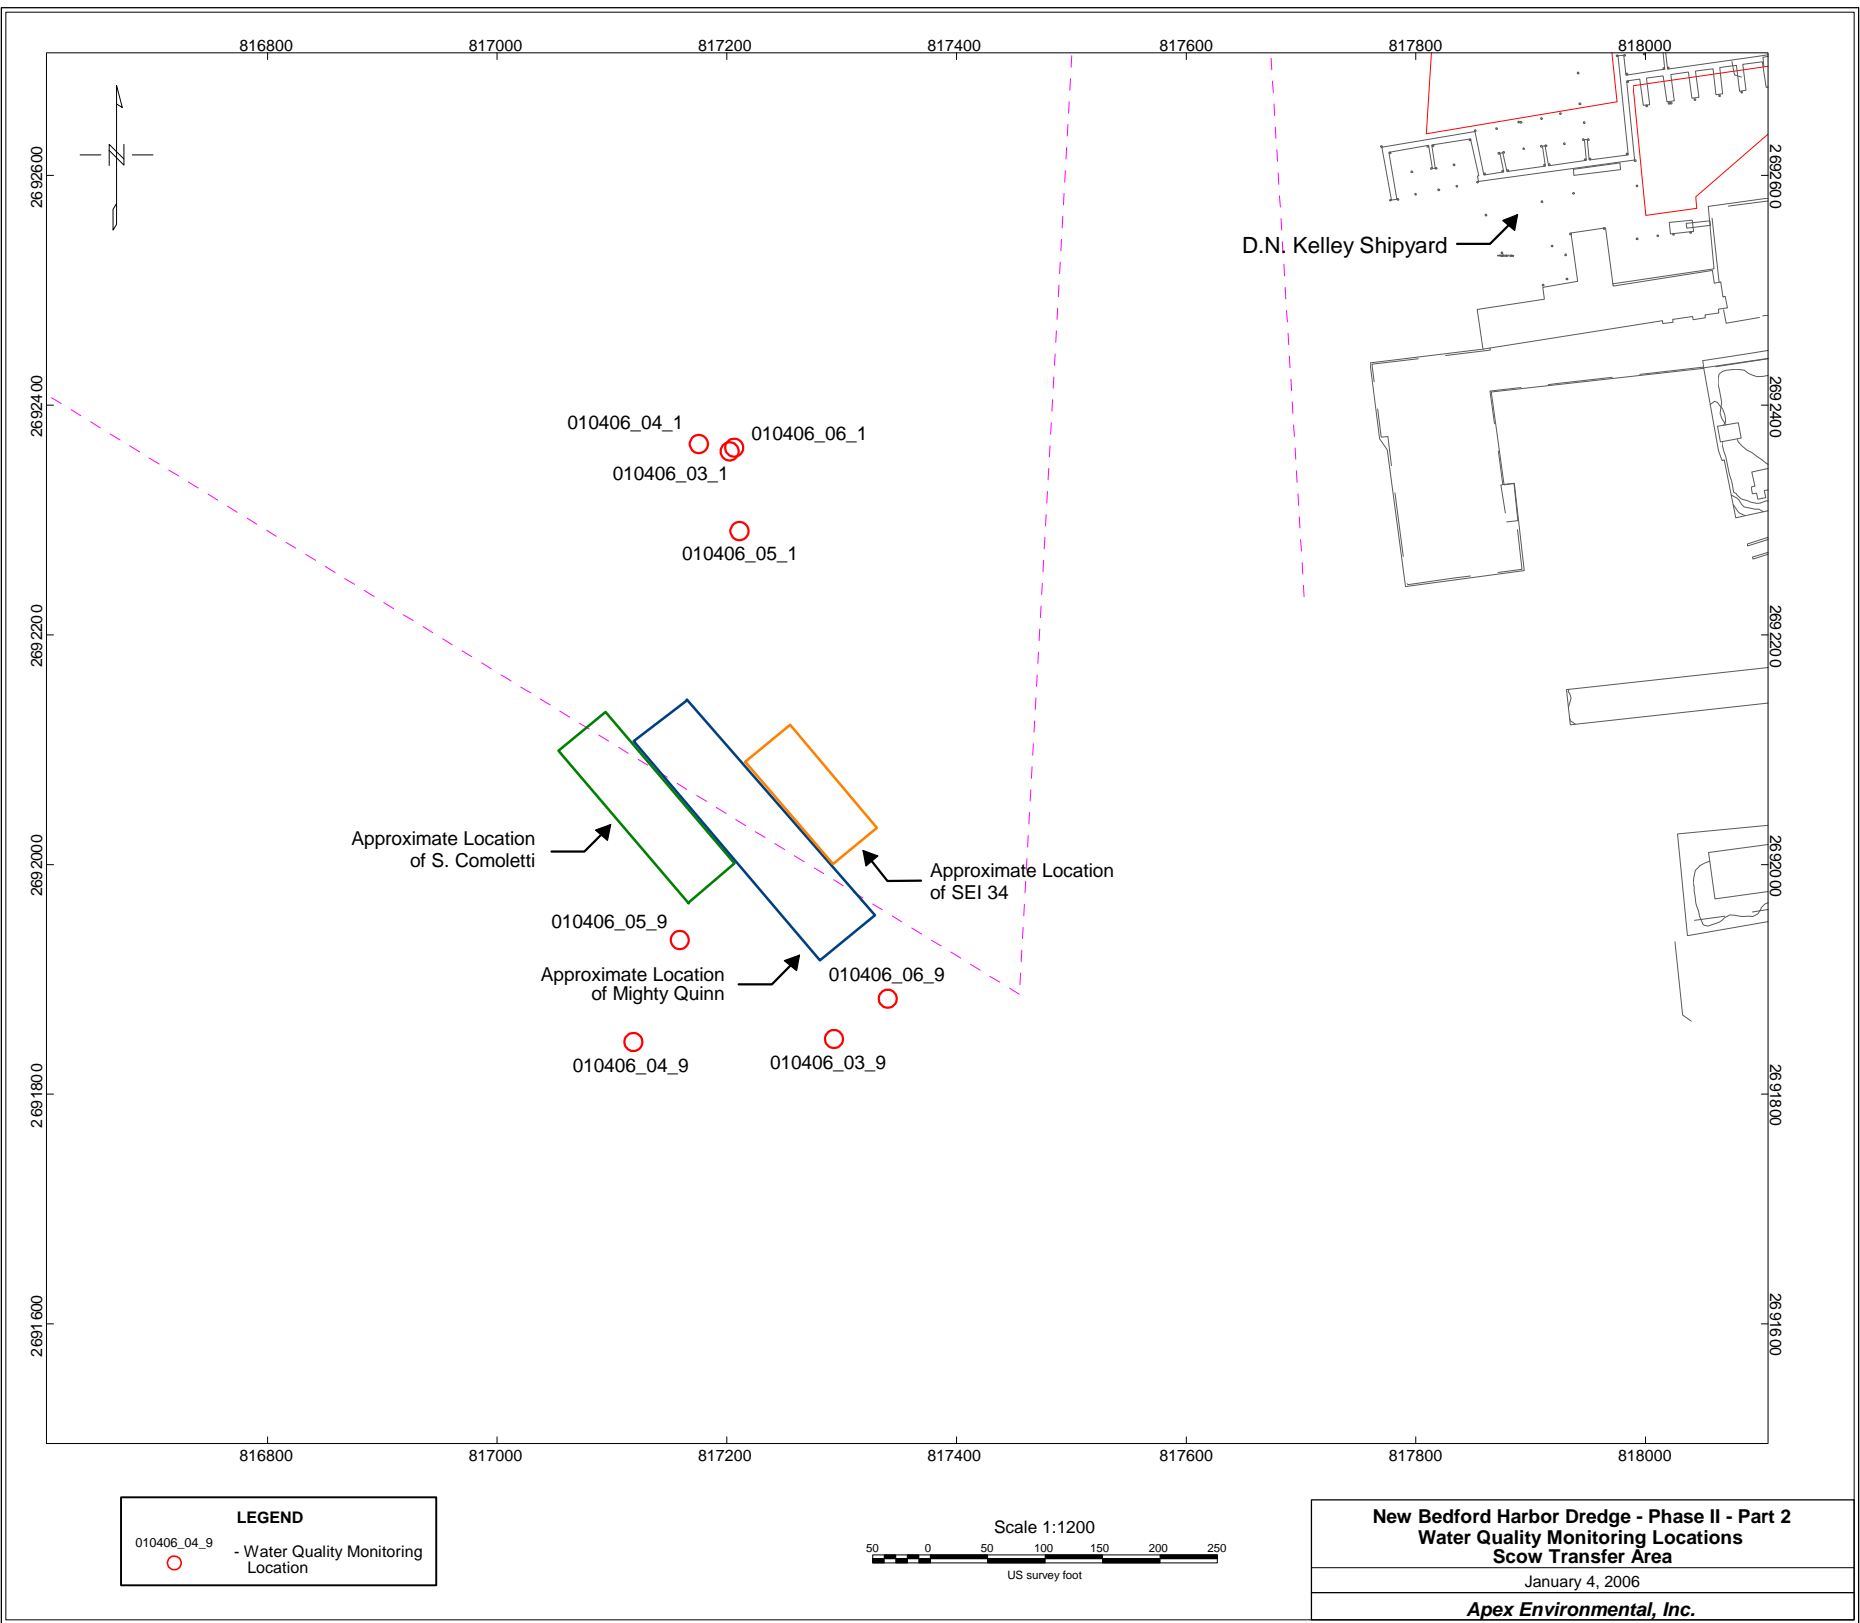 816800 817000 817200 817400 817600 817800 818000
2692600 2692600
D.N. Kelley Shipyard
2692400 2692400
010406_04_1
010406_06_1
010406_03_1
010406_05_1
2692200 2692200
Approximate Location
of S. Comoletti
2692000 2692000
Approximate Location
of SEI 34
010406_05_9
Approximate Location
of Mighty Quinn
010406_06_9
010406_04_9
010406_03_9
2691800 2691800
2691600 2691600
816800 817000 817200 817400 817600 817800 818000
LEGEND
010406_04_9
- Water Quality Monitoring
Location
Scale 1:1200
50 0 50 100 150 200 250
US survey foot
New Bedford Harbor Dredge - Phase II - Part 2
Water Quality Monitoring Locations
Scow Transfer Area
January 4, 2006
Apex Environmental, Inc.
N